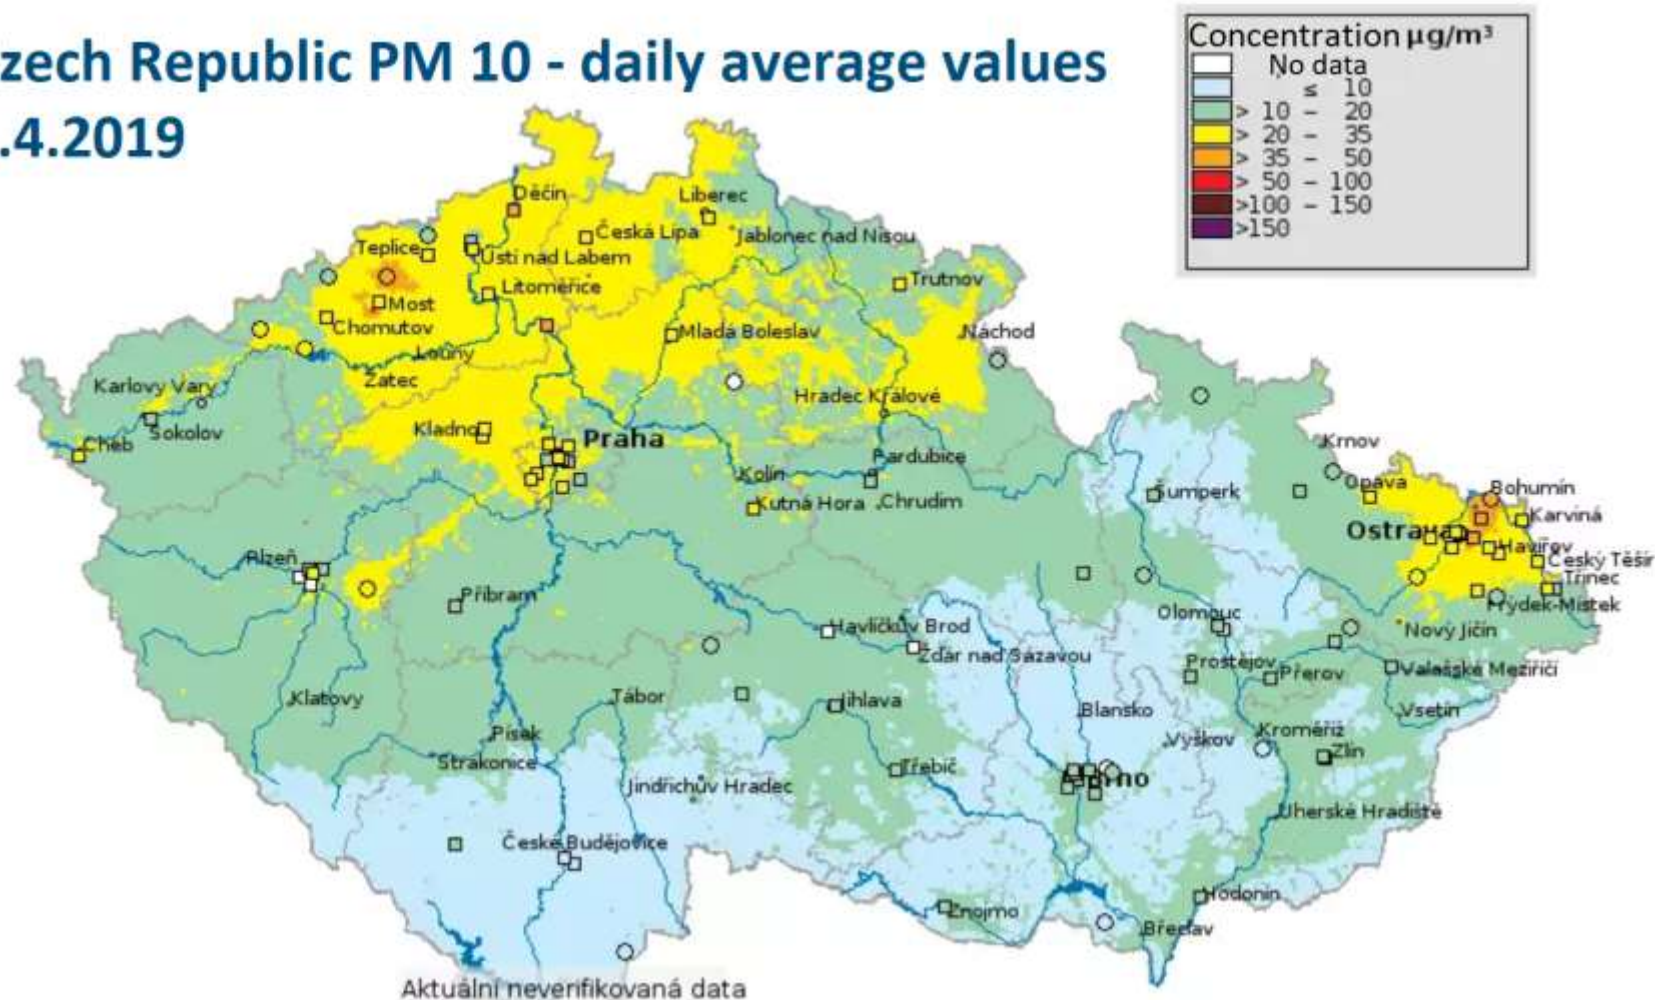 zech Republic PM 10 - daily average values
.4.2019
Concentration µg/m³
No data
≤ 10
> 10 - 20
> 20 - 35
> 35 - 50
> 50 - 100
>100 - 150
>150
Děčín
Liberec
Česká Lípa
Jablonec nad Nisou
Teplice
Ústí nad Labem
Trutnov
Litoměřice
Most
Chomutov
Mladá Boleslav
Náchod
Louny
Žatec
Karlovy Vary
Hradec Králové
Sokolov
Kladno
Praha
Cheb
Krnov
Pardubice
Kolín
Opava
Bohumín
Šumperk
Kutná Hora
Chrudim
Karviná
Ostrava
Havířov
Plzeň
Český Těšír
Třinec
Příbram
Frýdek-Místek
Olomouc
Havlíčkův Brod
Nový Jičín
Žďár nad Sázavou
Prostějov
Přerov
Valašské Meziříčí
Klatovy
Tábor
Jihlava
Blansko
Vsetín
Písek
Vyškov
Kroměříž
Zlín
Strakonice
Třebíč
Brno
Jindřichův Hradec
Uherské Hradiště
České Budějovice
Hodonín
Znojmo
Břeclav
Aktuální neverifikovaná data